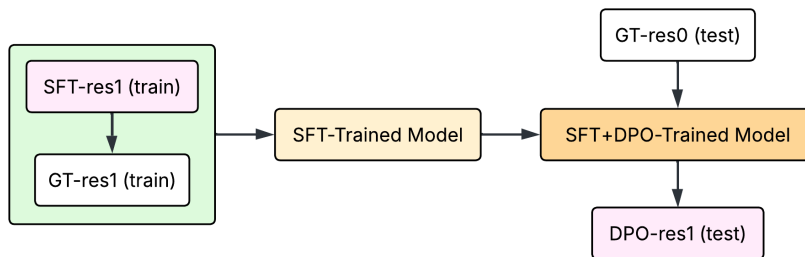 SFT-res1 (train)
GT-res1 (train)
SFT-Trained Model
GT-res0 (test)
SFT+DPO-Trained Model
DPO-res1 (test)